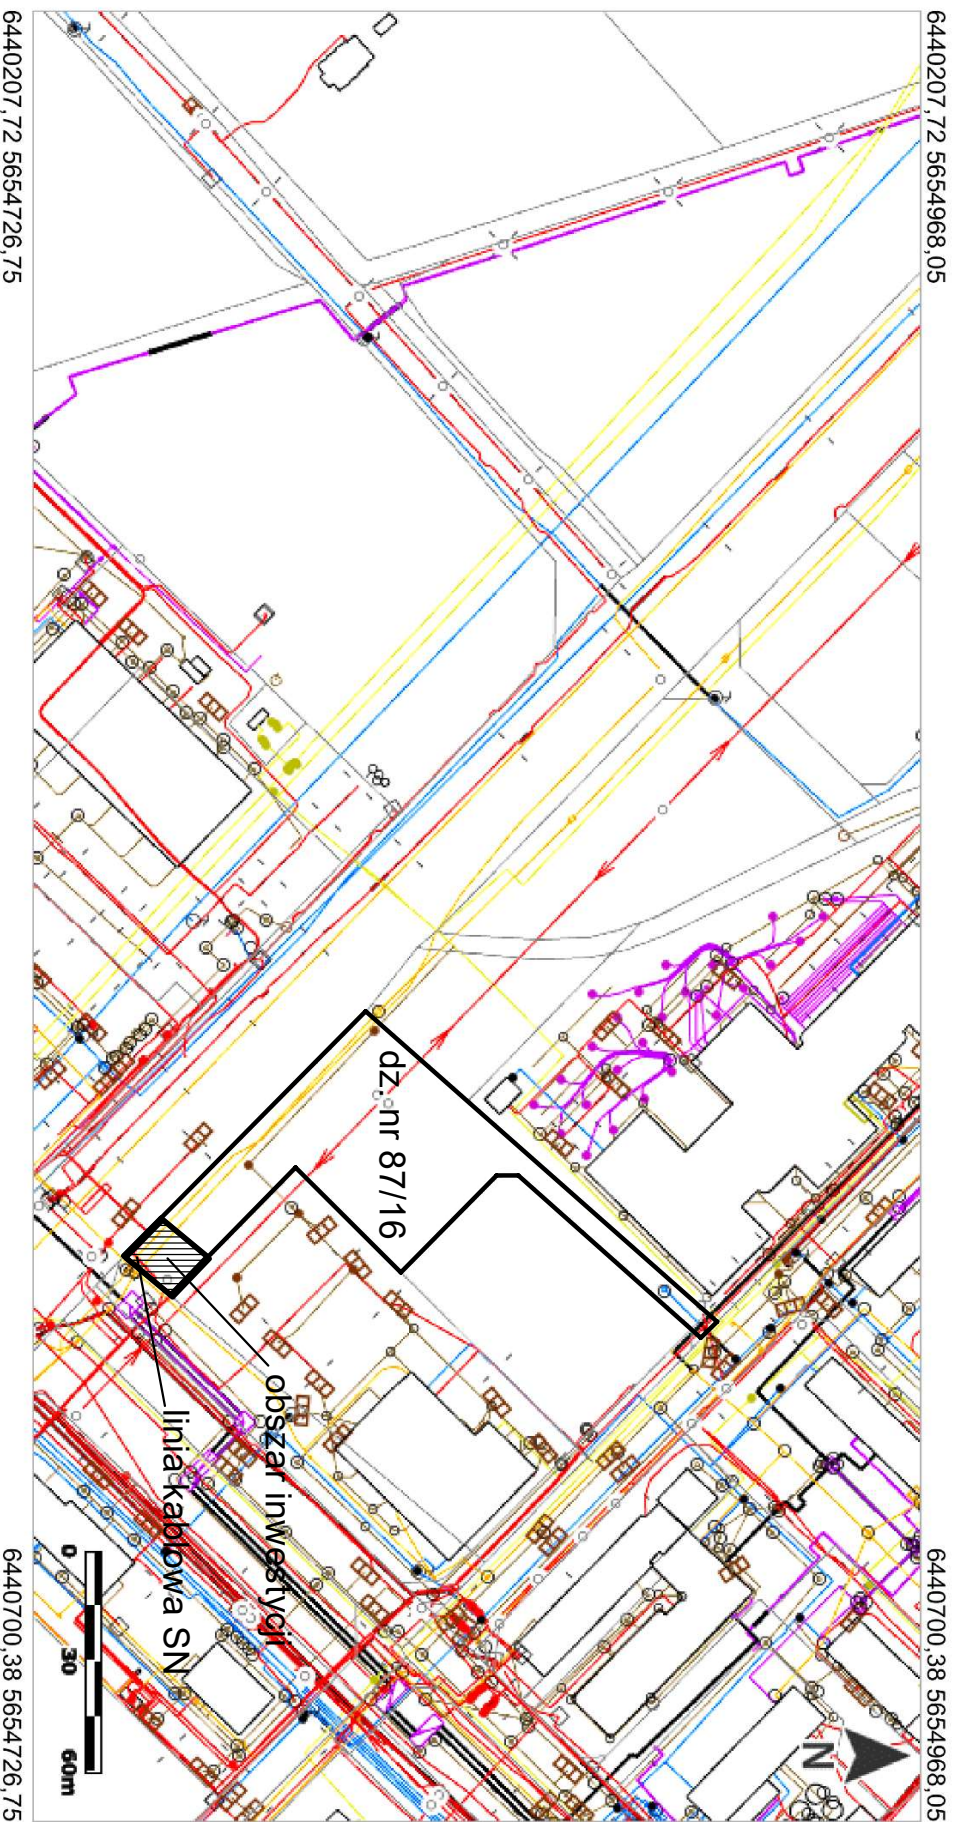 6440207,72 5654968,05
6440700,38 5654968,05
N
dz. nr 87/16
obszar inwestycji
linia kablowa SN
0 30 60m
6440207,72 5654726,75
6440700,38 5654726,75